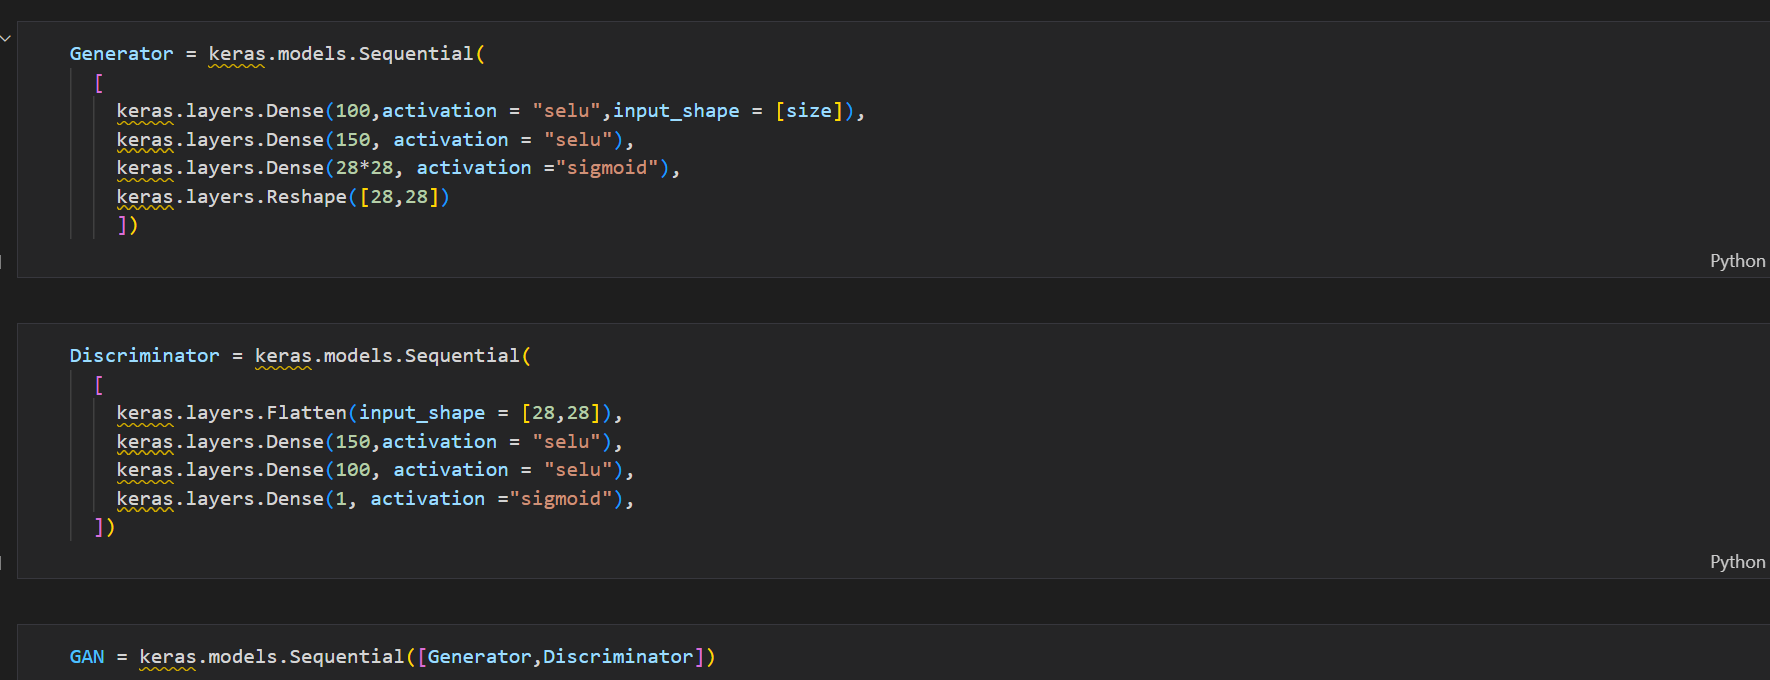 Generator = keras.models.Sequential(
[
keras.layers.Dense(100,activation = "selu",input_shape = [size]),
keras.layers.Dense(150, activation = "selu"),
keras.layers.Dense(28*28, activation ="sigmoid"),
keras.layers.Reshape([28,28])
])
Python
Discriminator = keras.models.Sequential(
[
keras.layers.Flatten(input_shape = [28,28]),
keras.layers.Dense(150,activation = "selu"),
keras.layers.Dense(100, activation = "selu"),
keras.layers.Dense(1, activation ="sigmoid"),
])
Python
GAN = keras.models.Sequential([Generator,Discriminator])